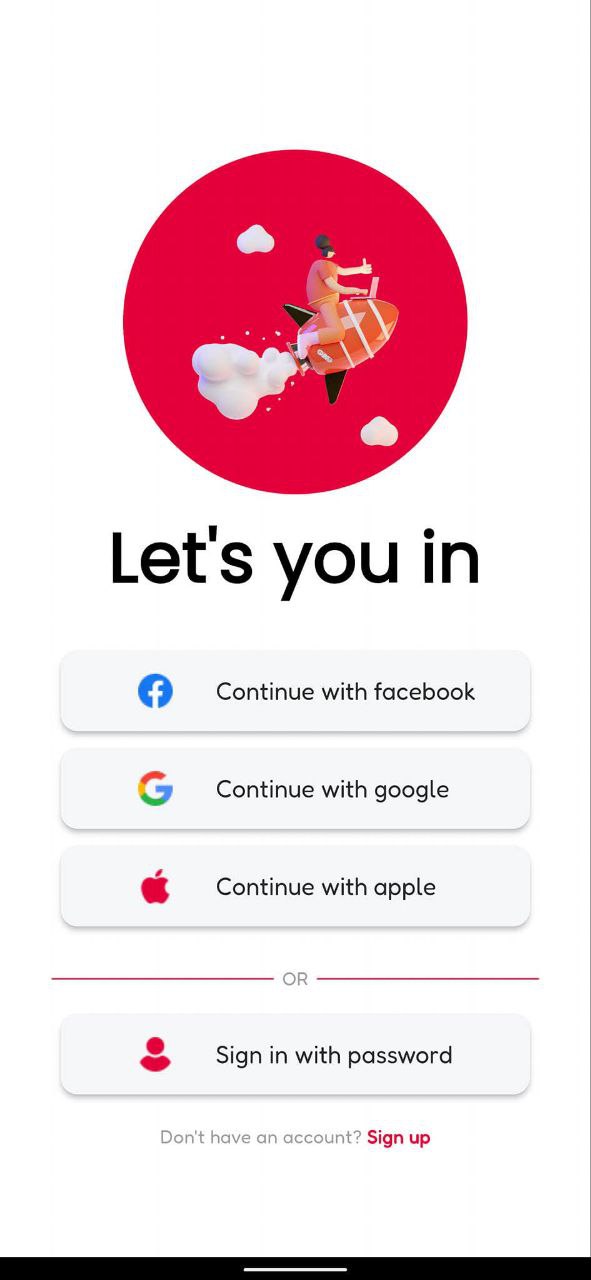 Let's you in
Continue with facebook
Continue with google
Continue with apple
OR
Sign in with password
Don't have an account? Sign up